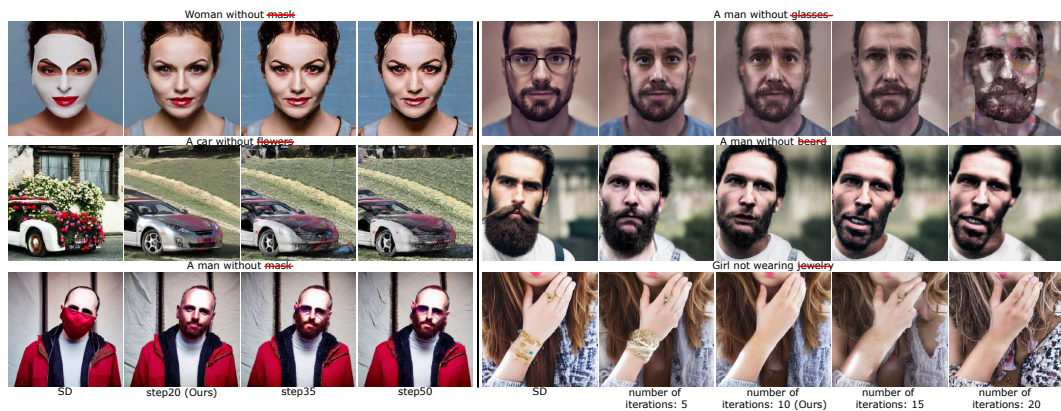 Woman without mask
A car without flowers
A man without mask
SD
step20 (Ours)
step35
step50
A man without glasses
A man without beard
Girl not wearing jewelry
SD
number of
iterations: 5
number of
iterations: 10 (Ours)
number of
iterations: 15
number of
iterations: 20